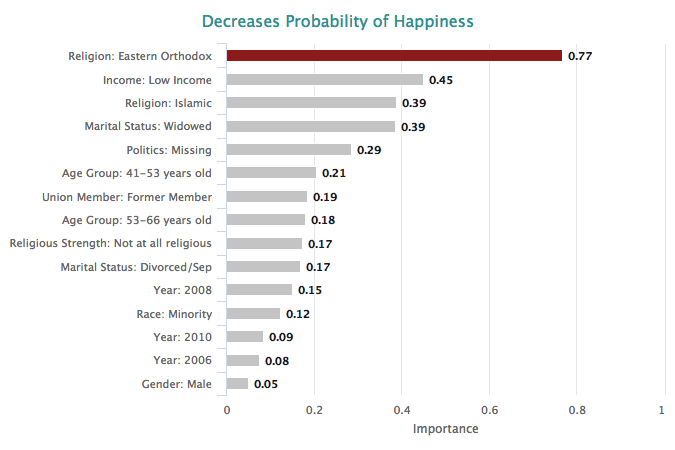 Decreases Probability of Happiness
Religion: Eastern Orthodox 0.77
Income: Low Income 0.45
Religion: Islamic 0.39
Marital Status: Widowed 0.39
Politics: Missing 0.29
Age Group: 41-53 years old 0.21
Union Member: Former Member 0.19
Age Group: 53-66 years old 0.18
Religious Strength: Not at all religious 0.17
Marital Status: Divorced/Sep 0.17
Year: 2008 0.15
Race: Minority 0.12
Year: 2010 0.09
Year: 2006 0.08
Gender: Male 0.05
0 0.2 0.4 0.6 0.8 1
Importance